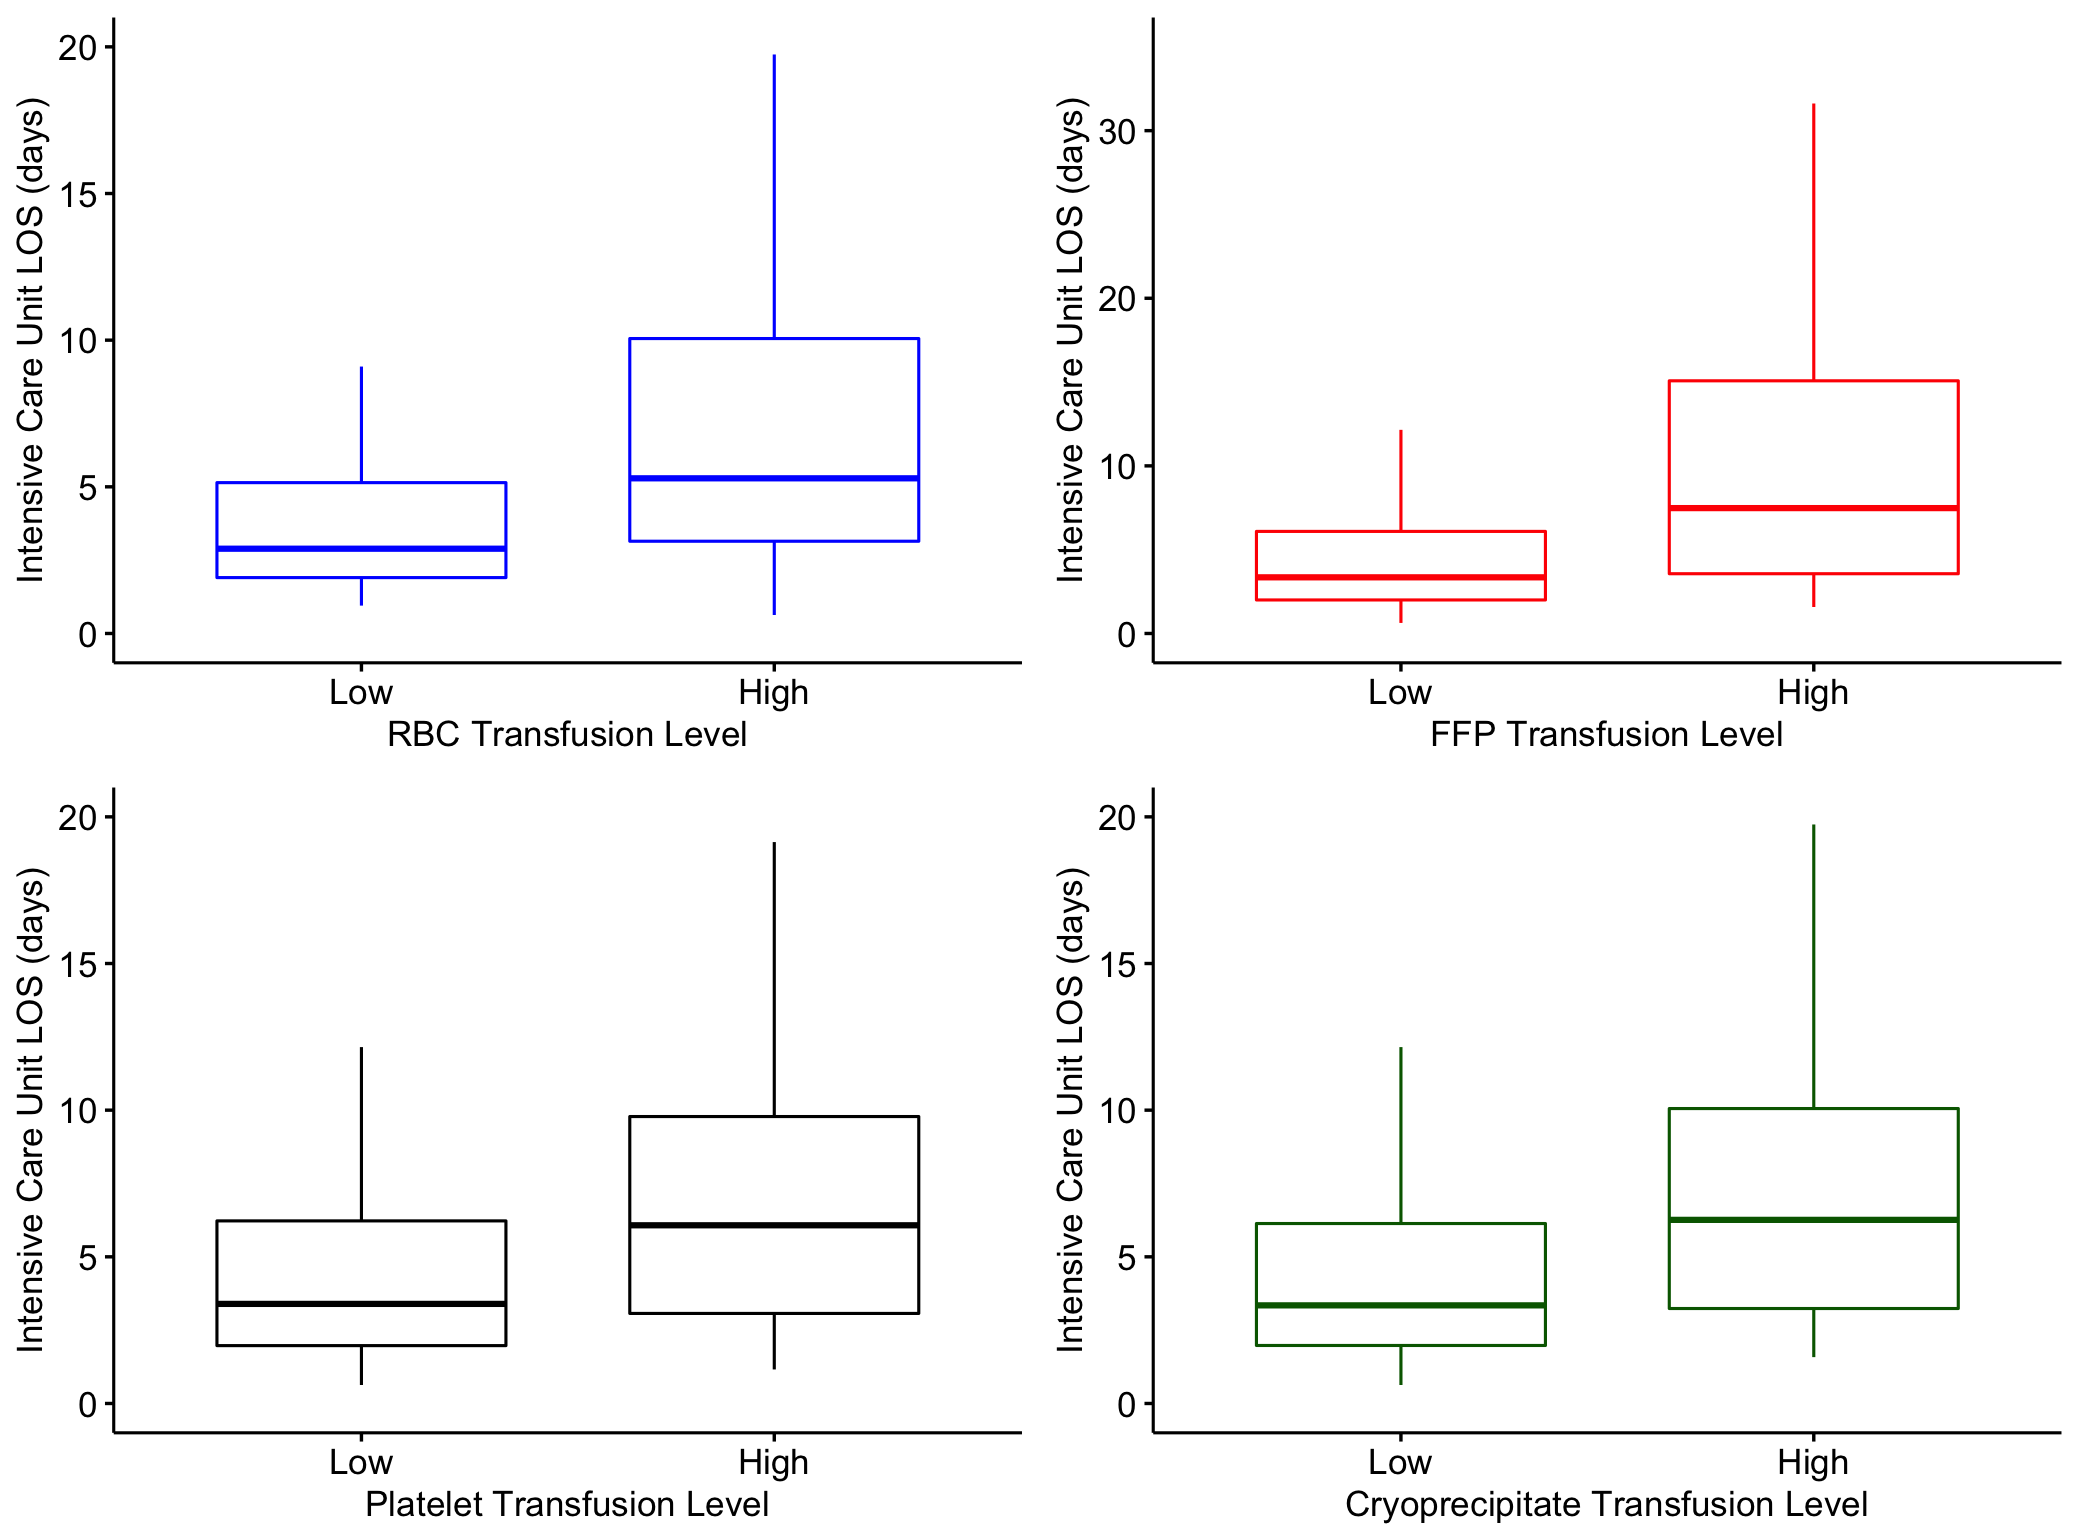 Intensive Care Unit LOS (days)
20
15
10
5
0
Low High
RBC Transfusion Level
Intensive Care Unit LOS (days)
30
20
10
0
Low High
FFP Transfusion Level
Intensive Care Unit LOS (days)
20
15
10
5
0
Low High
Platelet Transfusion Level
Intensive Care Unit LOS (days)
20
15
10
5
0
Low High
Cryoprecipitate Transfusion Level